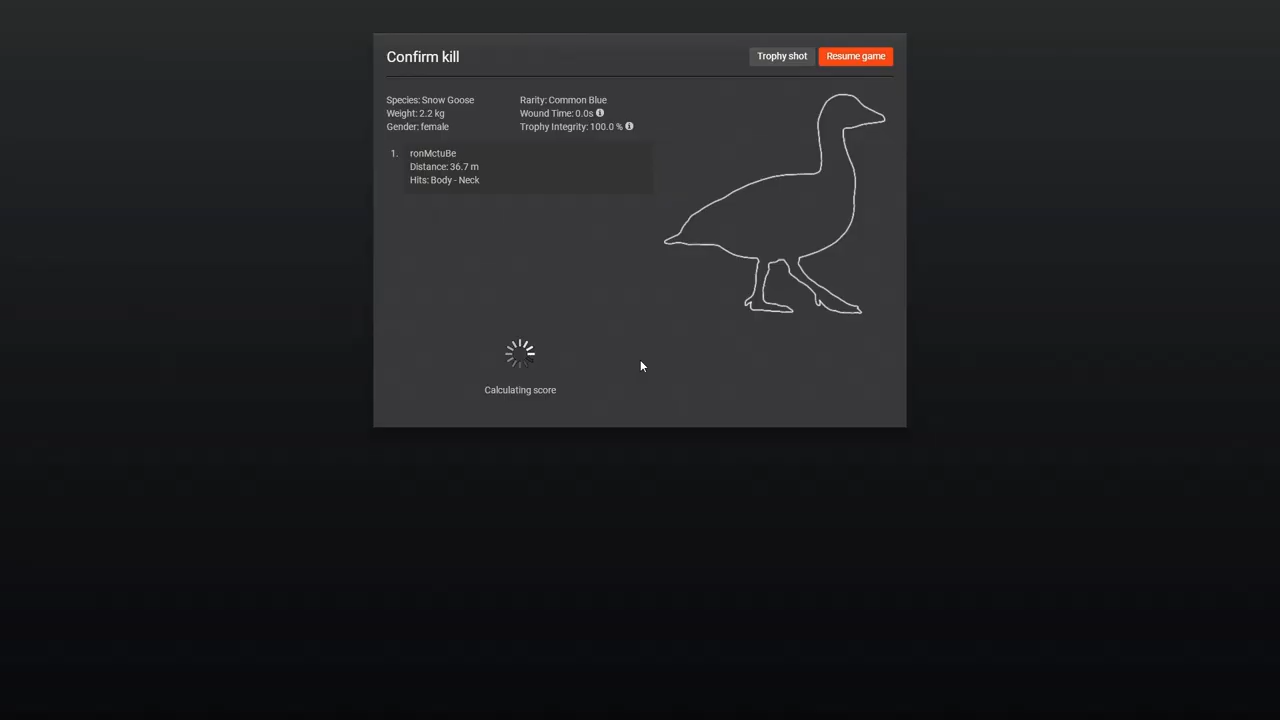 Confirm kill
Trophy shot
Resume game
Species: Snow Goose
Weight: 2.2 kg
Gender: female
Rarity: Common Blue
Wound Time: 0.0s
Trophy Integrity: 100.0 %
1. ronMctuBe
Distance: 36.7 m
Hits: Body - Neck
Calculating score